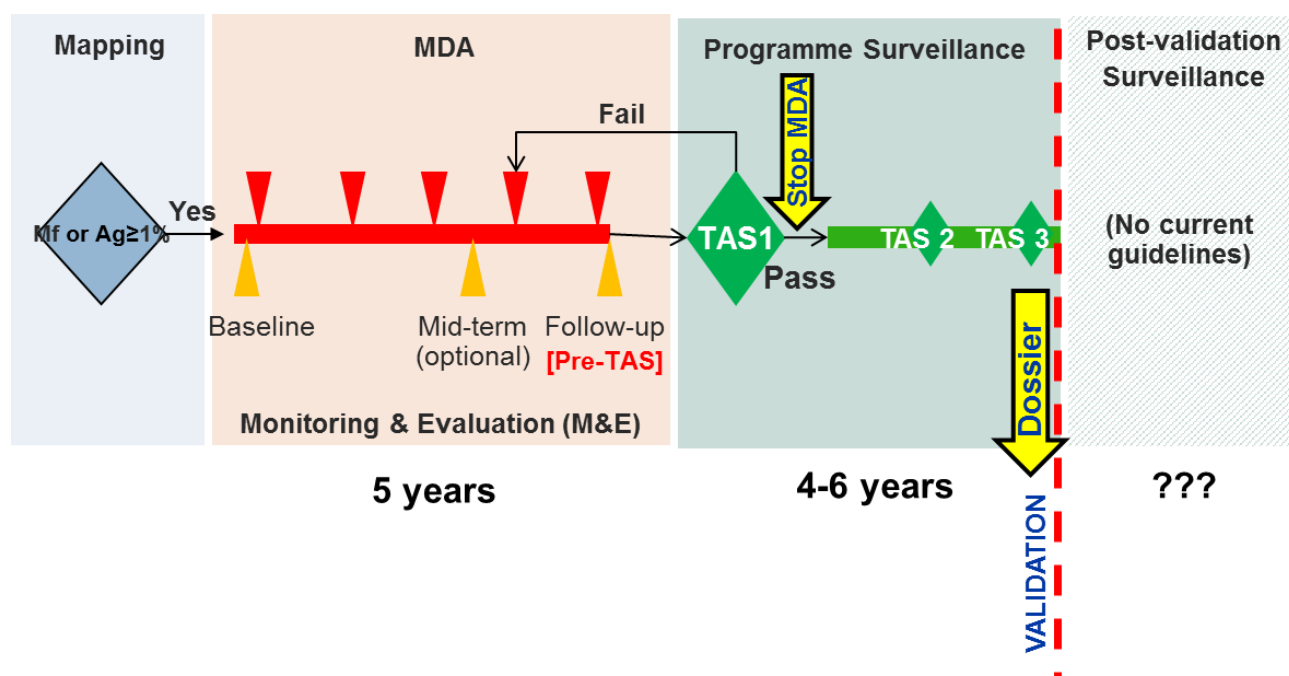 Mapping
MDA
Programme Surveillance
Post-validation
Surveillance
Fail
Stop MDA
Yes
Mf or Ag≥1%
TAS1
Pass
TAS 2
TAS 3
(No current
guidelines)
Baseline
Mid-term
(optional)
Follow-up
[Pre-TAS]
Monitoring & Evaluation (M&E)
Dossier
5 years
4-6 years
???
VALIDATION